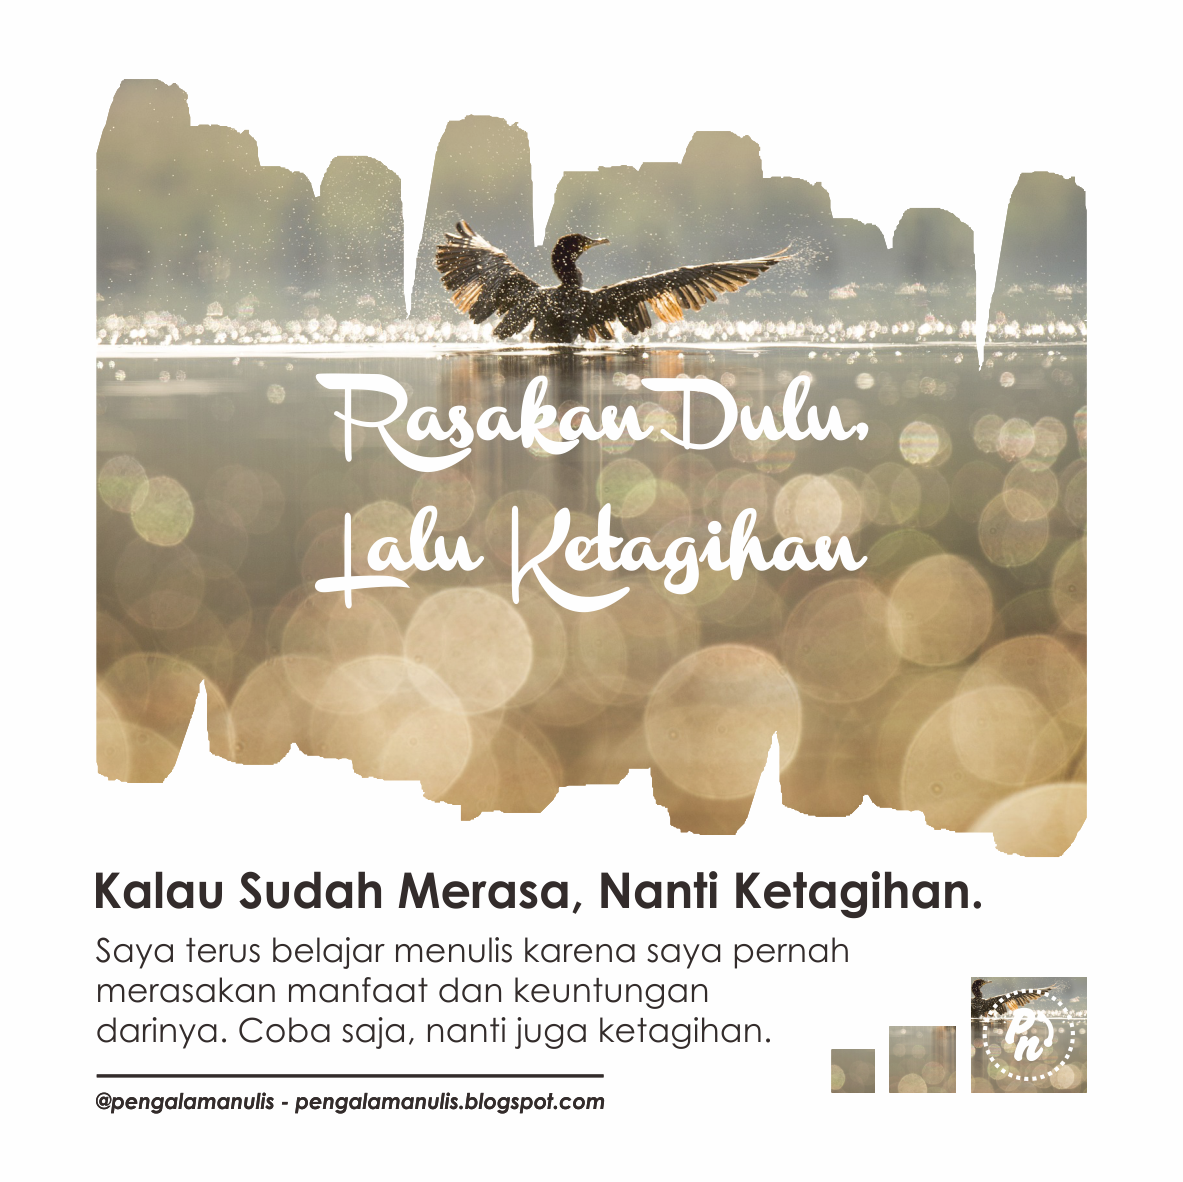 Rasakan Dulu,
Lalu Ketagihan
Kalau Sudah Merasa, Nanti Ketagihan.
Saya terus belajar menulis karena saya pernah
merasakan manfaat dan keuntungan
darinya. Coba saja, nanti juga ketagihan.
Pn
@pengalamanulis - pengalamanulis.blogspot.com